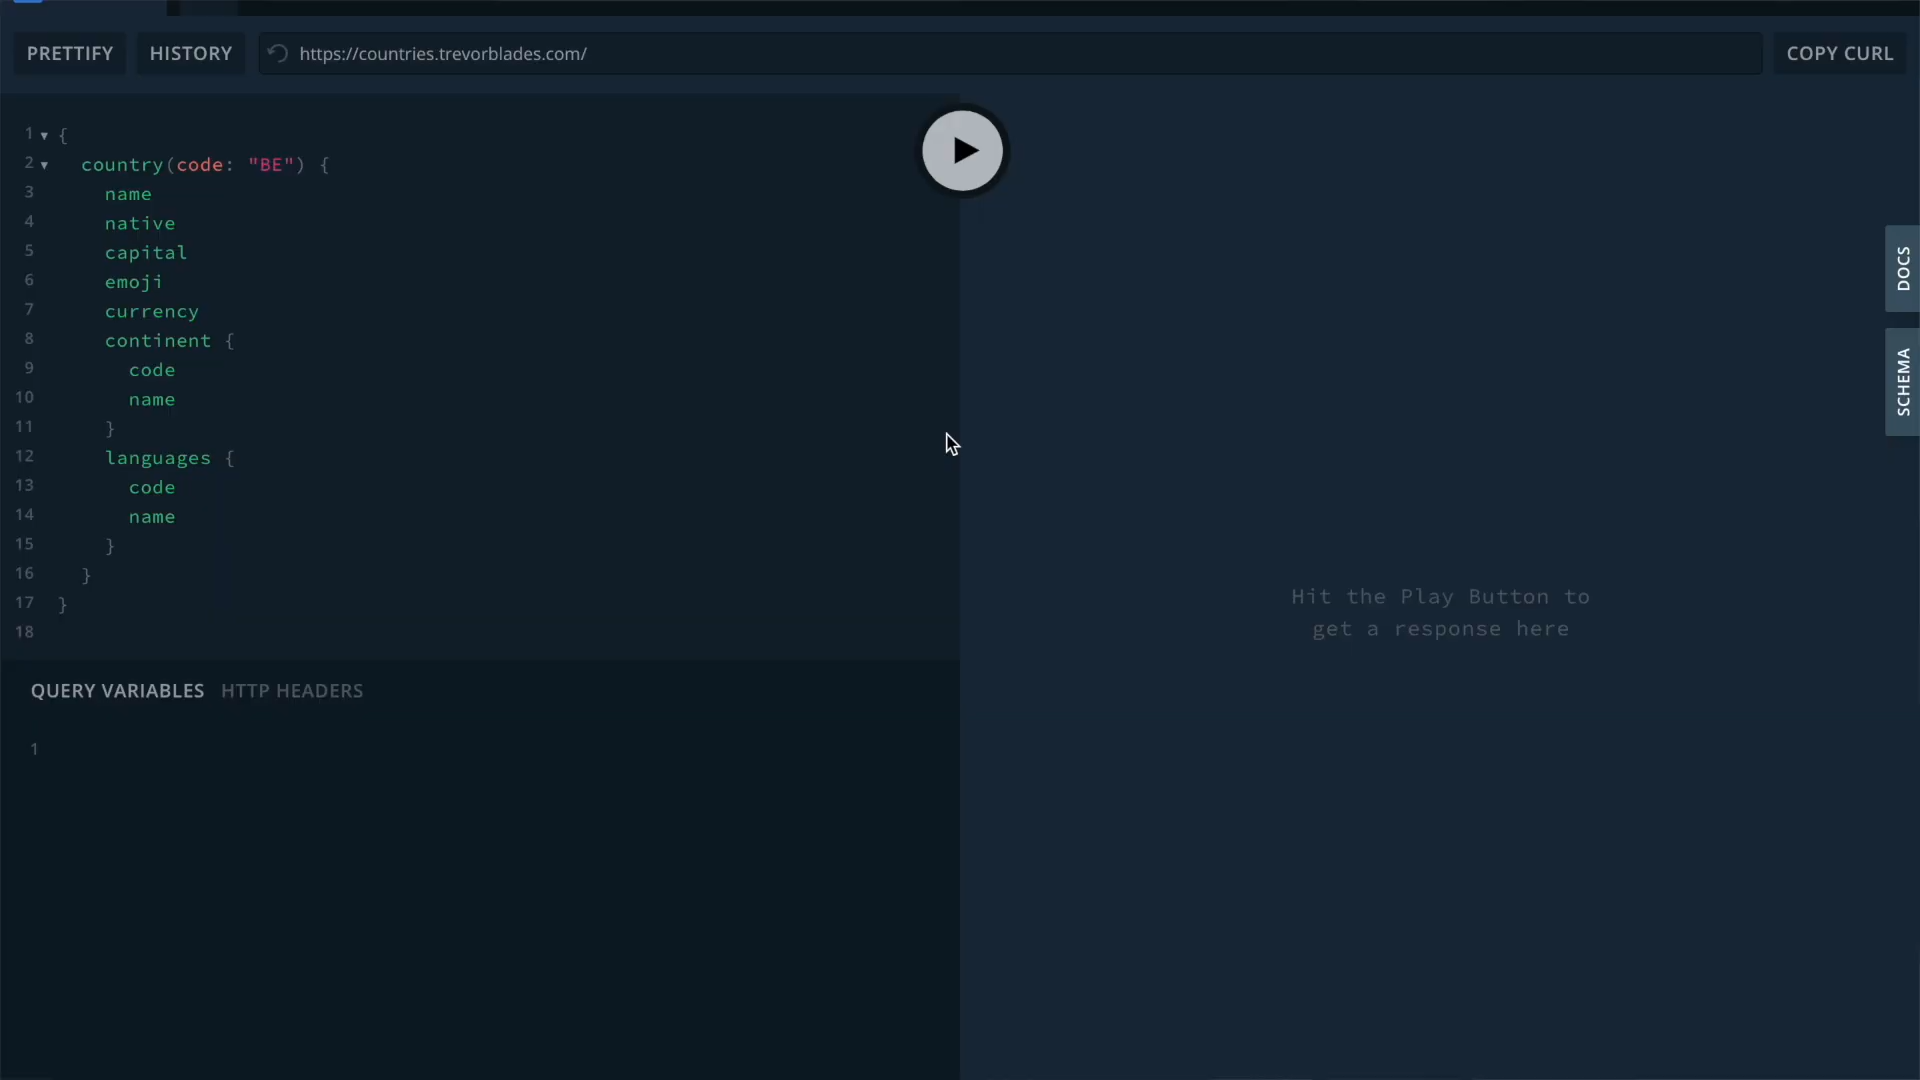 PRETTIFY HISTORY https://countries.trevorblades.com/ COPY CURL
1 {
2 country(code: "BE") {
3 name
4 native
5 capital
6 emoji
7 currency
8 continent {
9 code
10 name
11 }
12 languages {
13 code
14 name
15 }
16 }
17 }
18
QUERY VARIABLES HTTP HEADERS
1
Hit the Play Button to
get a response here
DOCS
SCHEMA